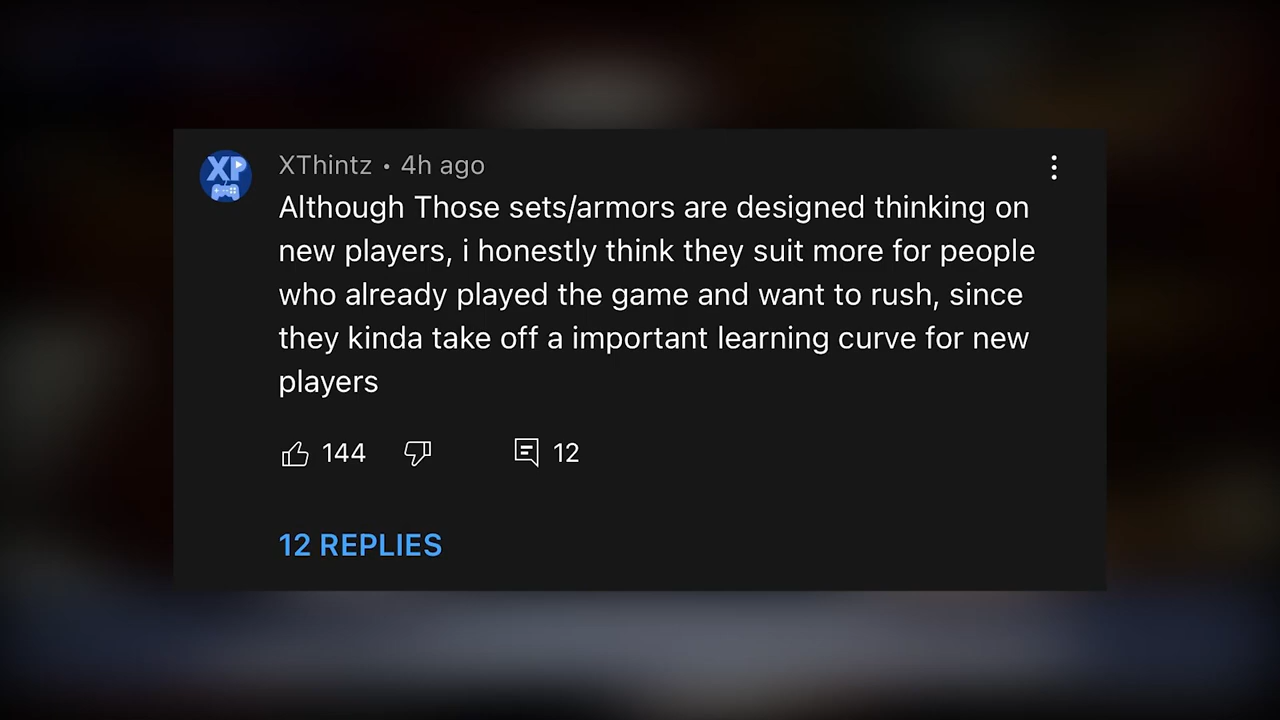 XP
XThintz • 4h ago
Although Those sets/armors are designed thinking on
new players, i honestly think they suit more for people
who already played the game and want to rush, since
they kinda take off a important learning curve for new
players
144 12
12 REPLIES